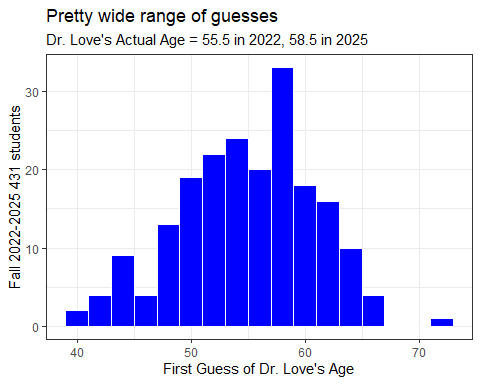 Pretty wide range of guesses
Dr. Love's Actual Age = 55.5 in 2022, 58.5 in 2025
Fall 2022-2025 431 students
30
20
10
0
40 50 60 70
First Guess of Dr. Love's Age